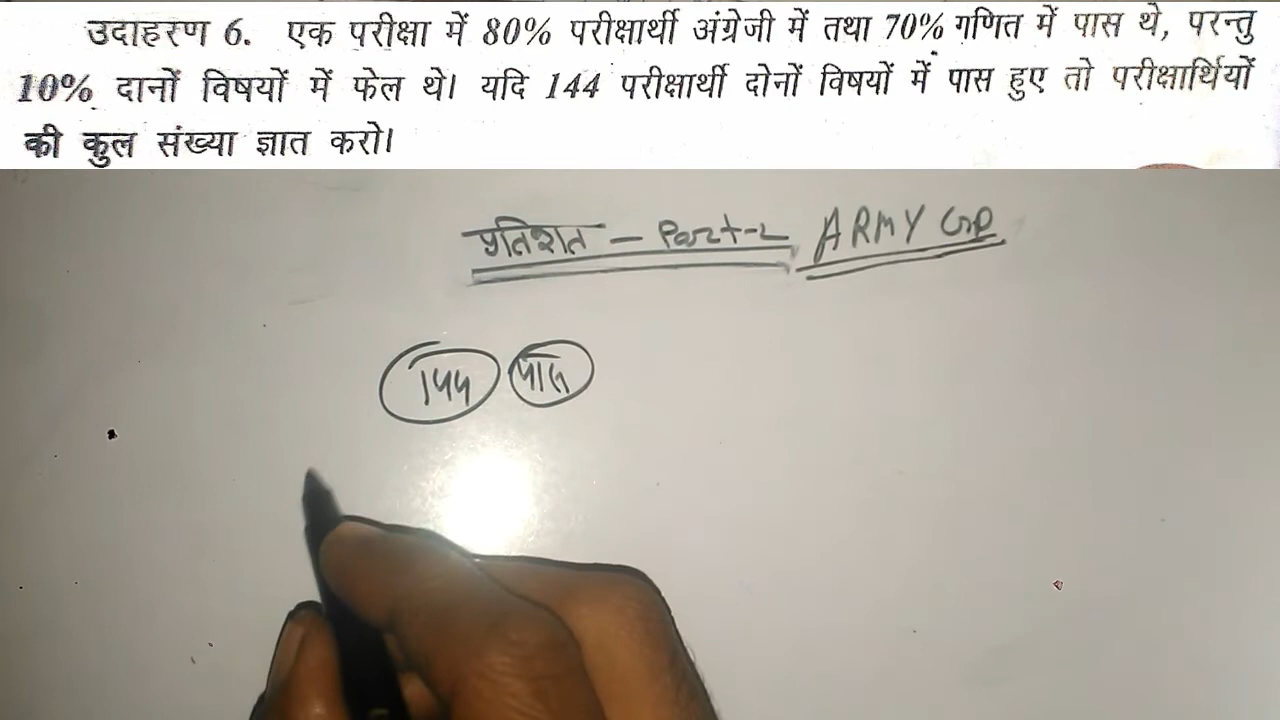 उदाहरण 6. एक परीक्षा में 80% परीक्षार्थी अंग्रेजी में तथा 70% गणित में पास थे, परन्तु
10% दानों विषयों में फेल थे। यदि 144 परीक्षार्थी दोनों विषयों में पास हुए तो परीक्षार्थियों
की कुल संख्या ज्ञात करो।
प्रतिशत – Part-2 ARMY GD
144 पास